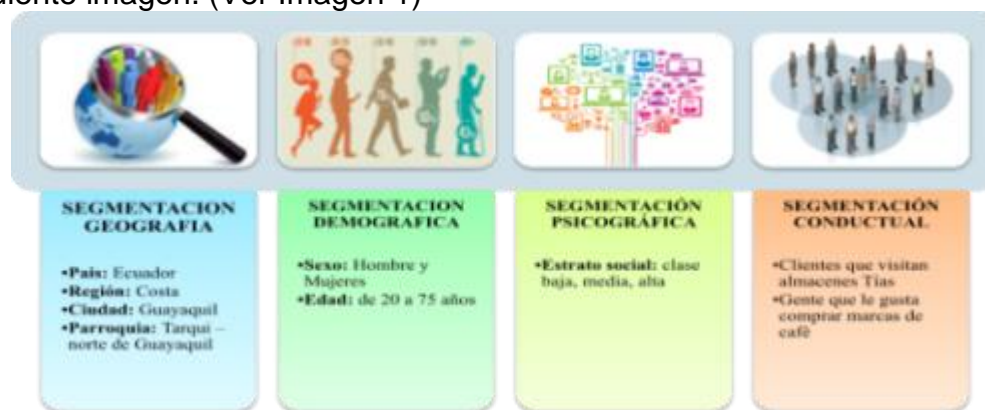 diente imagen. (Ver Imagen 1)
SEGMENTACION
GEOGRAFIA
•Pais: Ecuador
•Región: Costa
•Ciudad: Guayaquil
•Parroquia: Tarqui –
norte de Guayaquil
SEGMENTACION
DEMOGRAFICA
•Sexo: Hombre y
Mujeres
•Edad: de 20 a 75 años
SEGMENTACIÓN
PSICOGRÁFICA
•Estrato social: clase
baja, media, alta
SEGMENTACIÓN
CONDUCTUAL
•Clientes que visitan
almacenes Tías
•Gente que le gusta
comprar marcas de
café